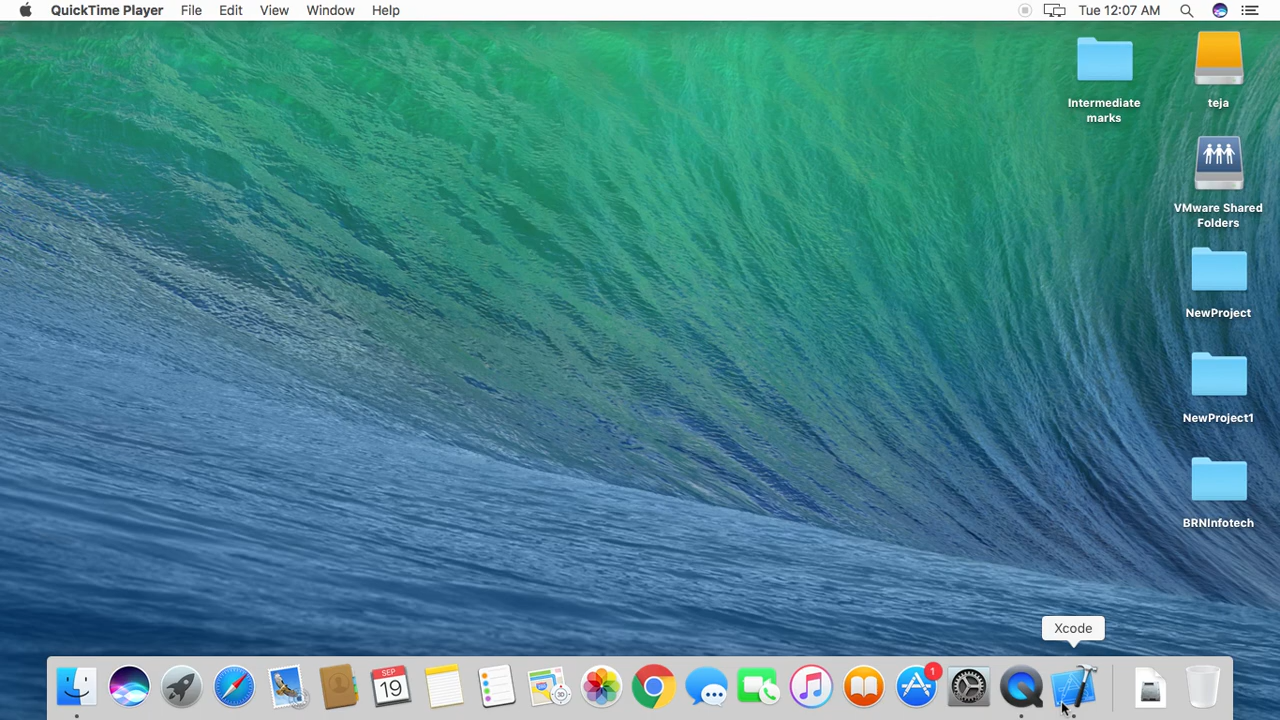 QuickTime Player File Edit View Window Help Tue 12:07 AM
Intermediate
marks
teja
VMware Shared
Folders
NewProject
NewProject1
BRNInfotech
Xcode
SEP
19
3D
1